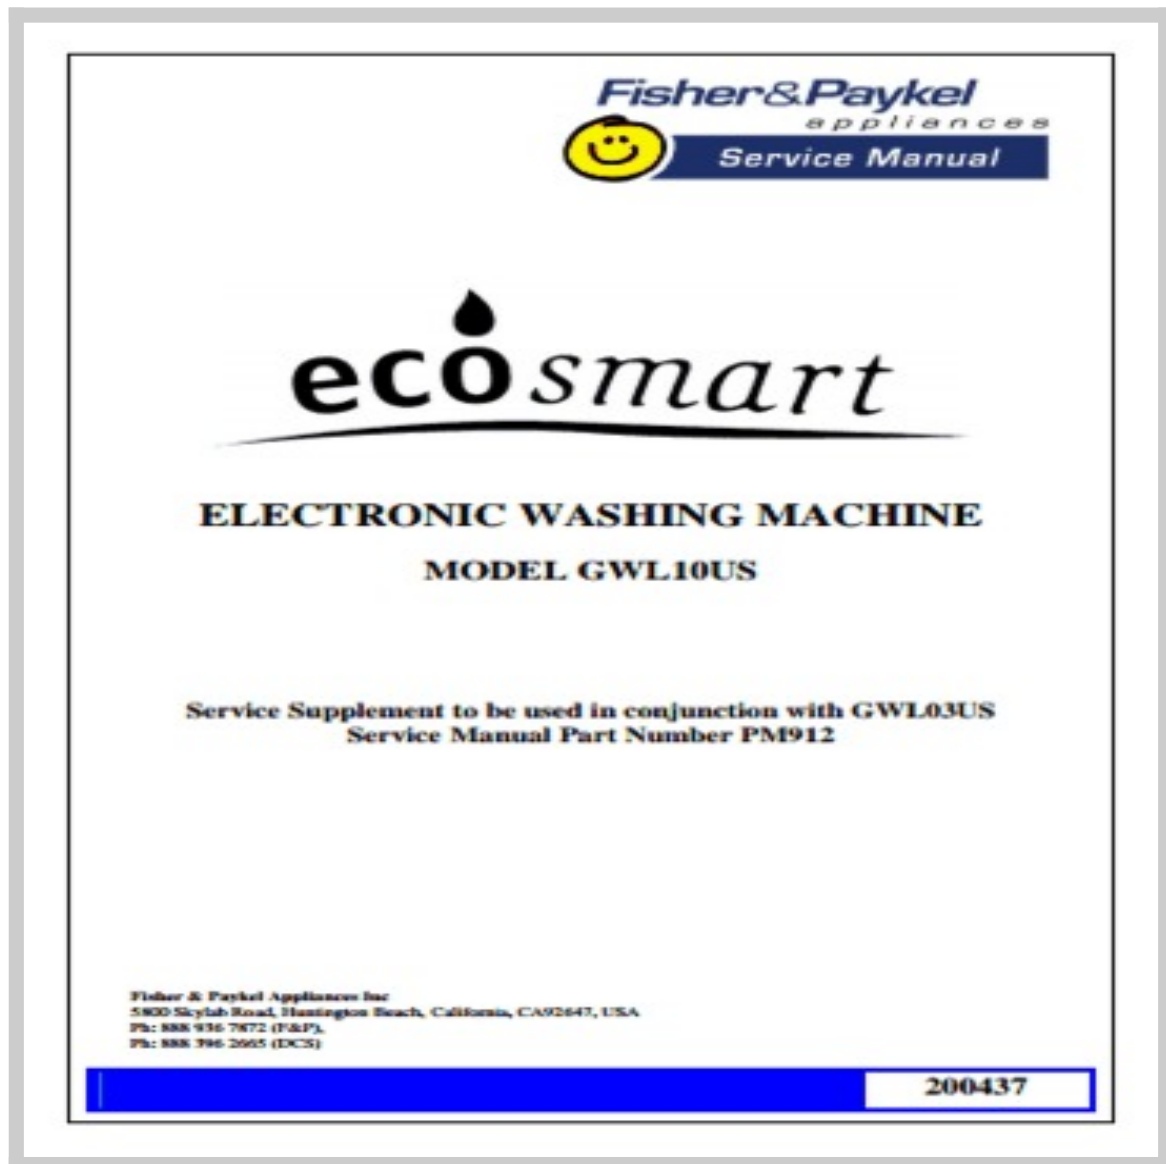 Fisher&Paykel
appliances
Service Manual
ecosmart
ELECTRONIC WASHING MACHINE
MODEL GWL10US
Service Supplement to be used in conjunction with GWL03US
Service Manual Part Number PM912
Fisher & Paykel Appliances Inc
5800 Skylab Road, Huntington Beach, California, CA92647, USA
Ph: 888 936 7872 (F&P),
Ph: 888 396 2665 (DCS)
200437